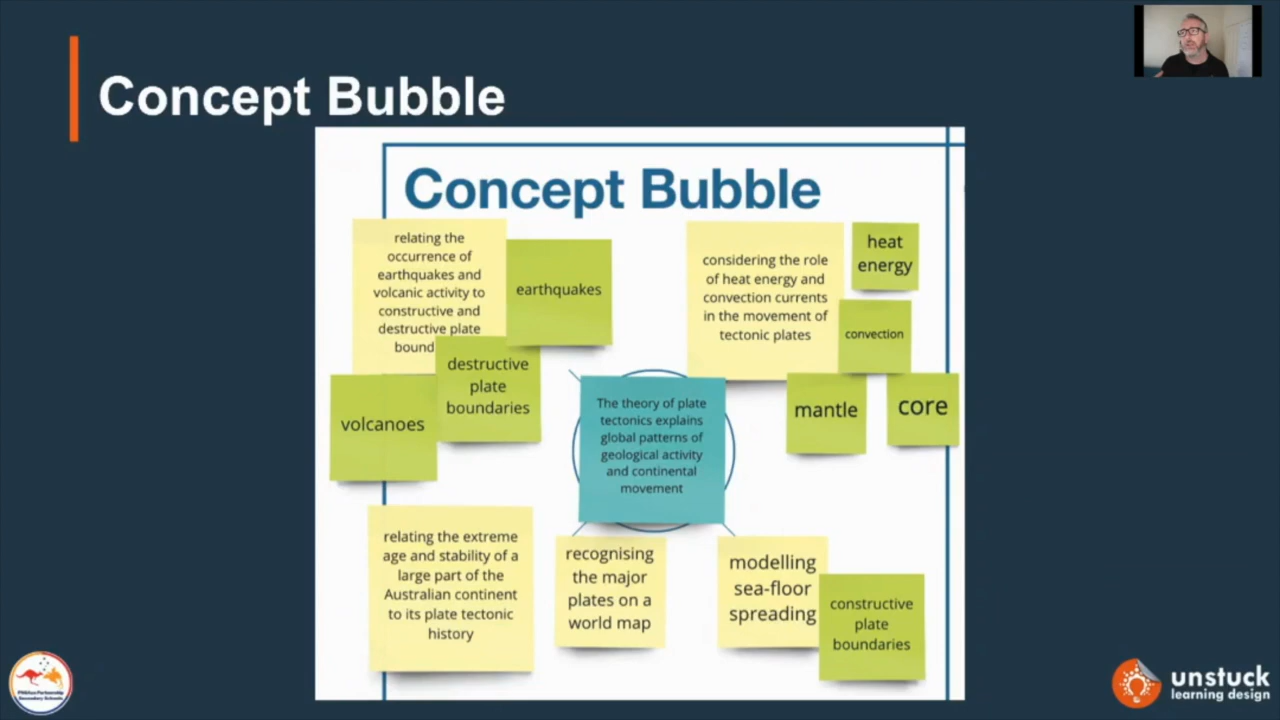 Concept Bubble
Concept Bubble
relating the
occurrence of
earthquakes and
volcanic activity to
constructive and
destructive plate
bound
earthquakes
destructive
plate
boundaries
volcanoes
considering the role
of heat energy and
convection currents
in the movement of
tectonic plates
heat
energy
convection
mantle
core
The theory of plate
tectonics explains
global patterns of
geological activity
and continental
movement
relating the extreme
age and stability of a
large part of the
Australian continent
to its plate tectonic
history
recognising
the major
plates on a
world map
modelling
sea-floor
spreading
constructive
plate
boundaries
Secondary Schools
unstuck
learning design